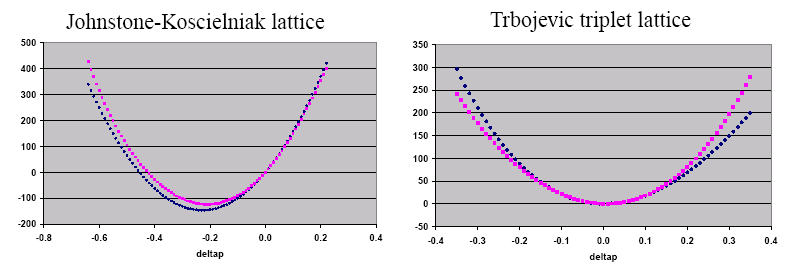 Johnstone-Koscielniak lattice
500
400
300
200
100
0
-100
-200
-0.8 -0.6 -0.4 -0.2 0.0 0.2 0.4
deltap
Trbojevic triplet lattice
350
300
250
200
150
100
50
0
-50
-0.4 -0.3 -0.2 -0.1 0.0 0.1 0.2 0.3 0.4
deltap